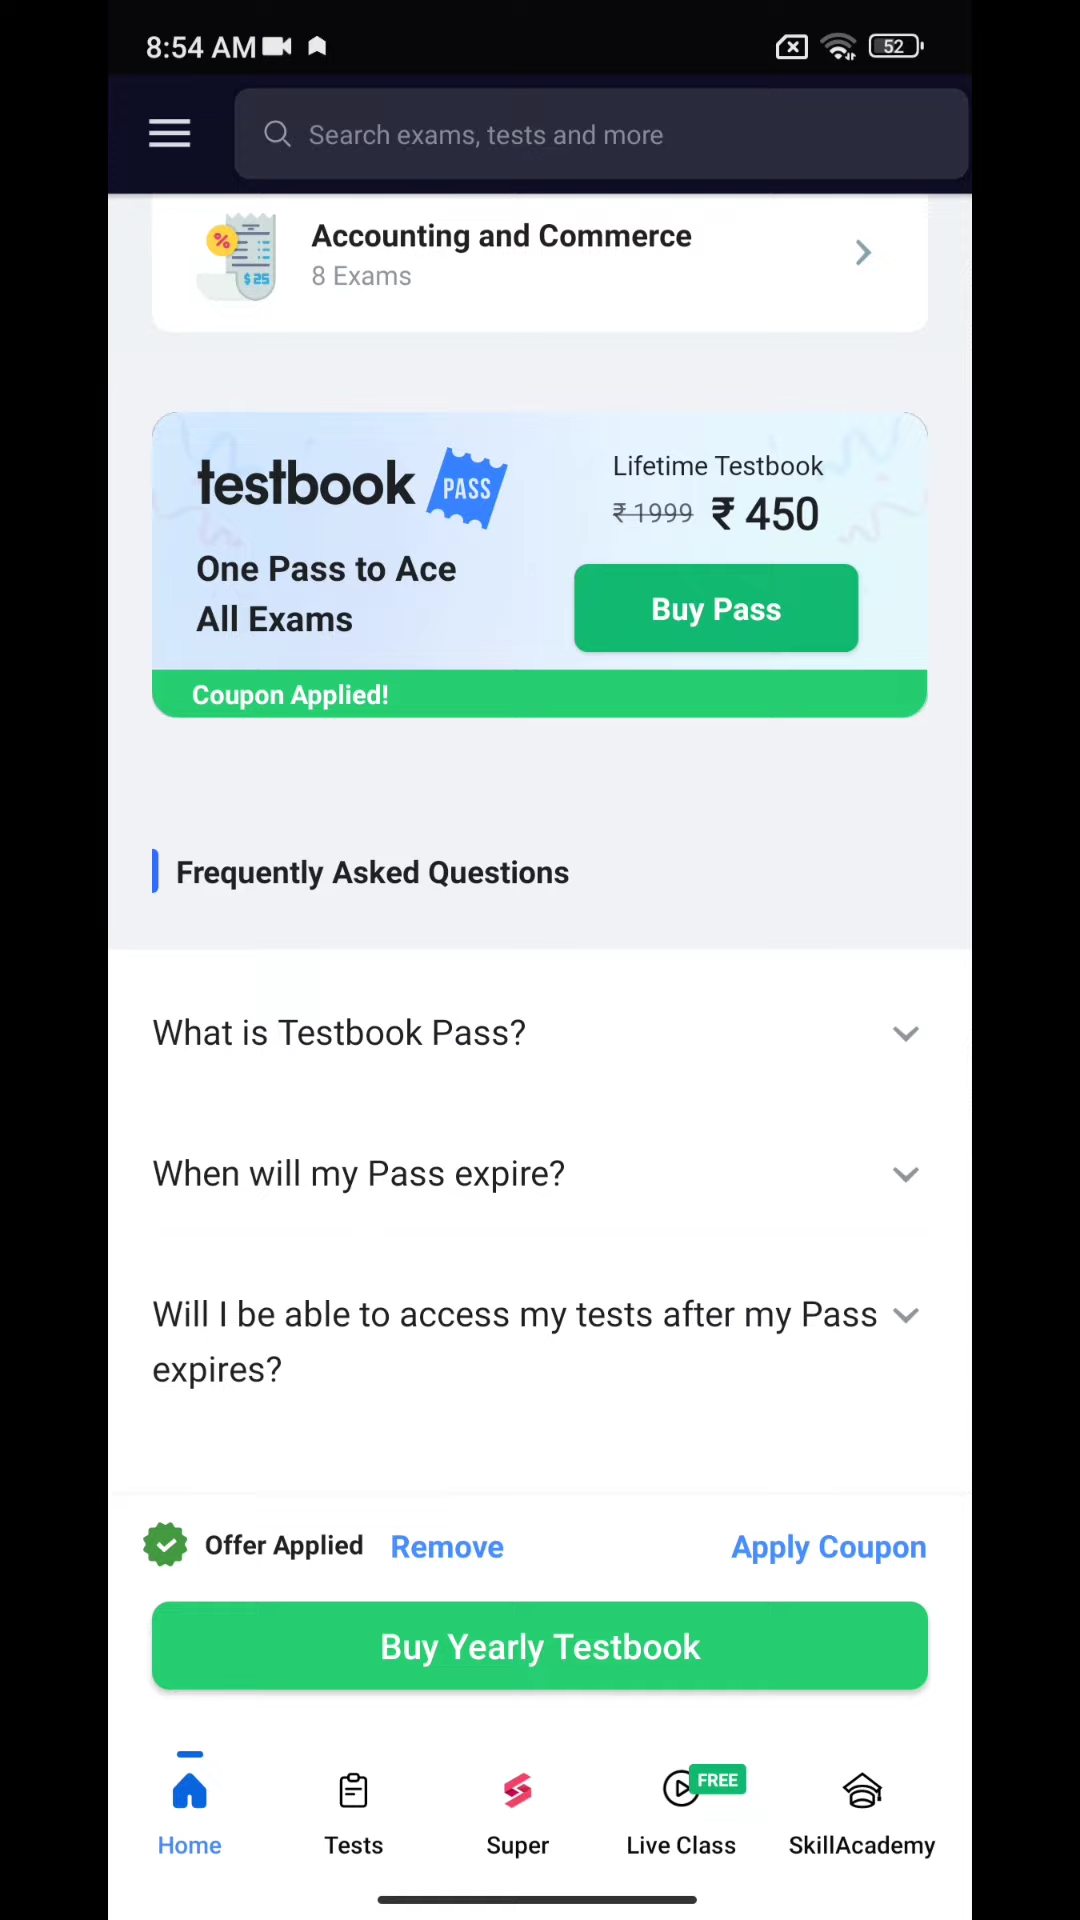 8:54 AM
52
Search exams, tests and more
%
$ 25
Accounting and Commerce
8 Exams
testbook PASS
Lifetime Testbook
₹ 1999 ₹ 450
One Pass to Ace
All Exams
Buy Pass
Coupon Applied!
Frequently Asked Questions
What is Testbook Pass?
When will my Pass expire?
Will I be able to access my tests after my Pass
expires?
Offer Applied Remove Apply Coupon
Buy Yearly Testbook
FREE
Home Tests Super Live Class SkillAcademy